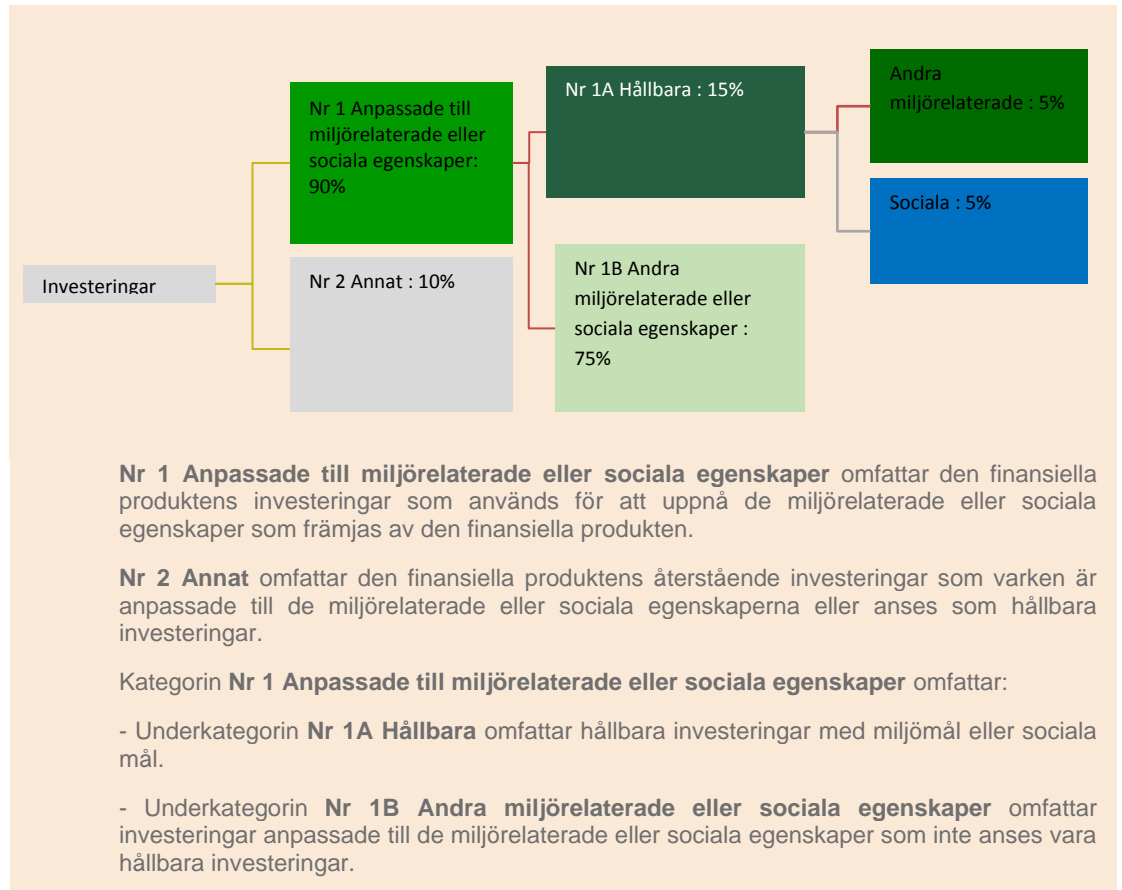 Investeringar
Nr 1 Anpassade till
miljörelaterade eller
sociala egenskaper:
90%
Nr 2 Annat : 10%
Nr 1A Hållbara : 15%
Nr 1B Andra
miljörelaterade eller
sociala egenskaper :
75%
Andra
miljörelaterade : 5%
Sociala : 5%
Nr 1 Anpassade till miljörelaterade eller sociala egenskaper omfattar den finansiella
produktens investeringar som används för att uppnå de miljörelaterade eller sociala
egenskaper som främjas av den finansiella produkten.
Nr 2 Annat omfattar den finansiella produktens återstående investeringar som varken är
anpassade till de miljörelaterade eller sociala egenskaperna eller anses som hållbara
investeringar.
Kategorin Nr 1 Anpassade till miljörelaterade eller sociala egenskaper omfattar:
- Underkategorin Nr 1A Hållbara omfattar hållbara investeringar med miljömål eller sociala
mål.
- Underkategorin Nr 1B Andra miljörelaterade eller sociala egenskaper omfattar
investeringar anpassade till de miljörelaterade eller sociala egenskaper som inte anses vara
hållbara investeringar.